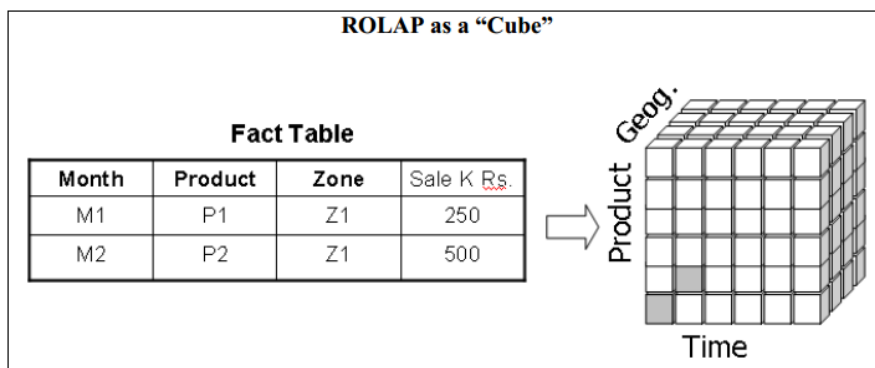 ROLAP as a “Cube”
Fact Table
Month Product Zone Sale K Rs.
M1 P1 Z1 250
M2 P2 Z1 500
Geog.
Product
Time